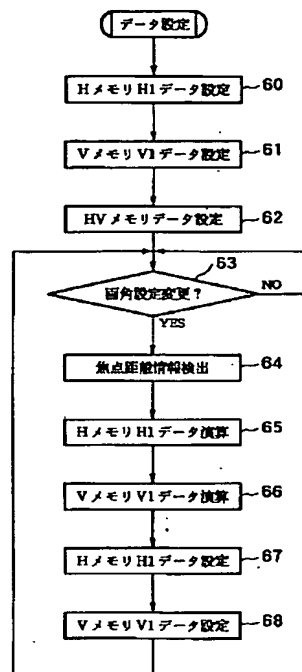 データ設定
HメモリH1データ設定
60
VメモリV1データ設定
61
HVメモリデータ設定
62
63
画角設定変更？
NO
YES
焦点距離情報検出
64
HメモリH1データ演算
65
VメモリV1データ演算
66
HメモリH1データ設定
67
VメモリV1データ設定
68